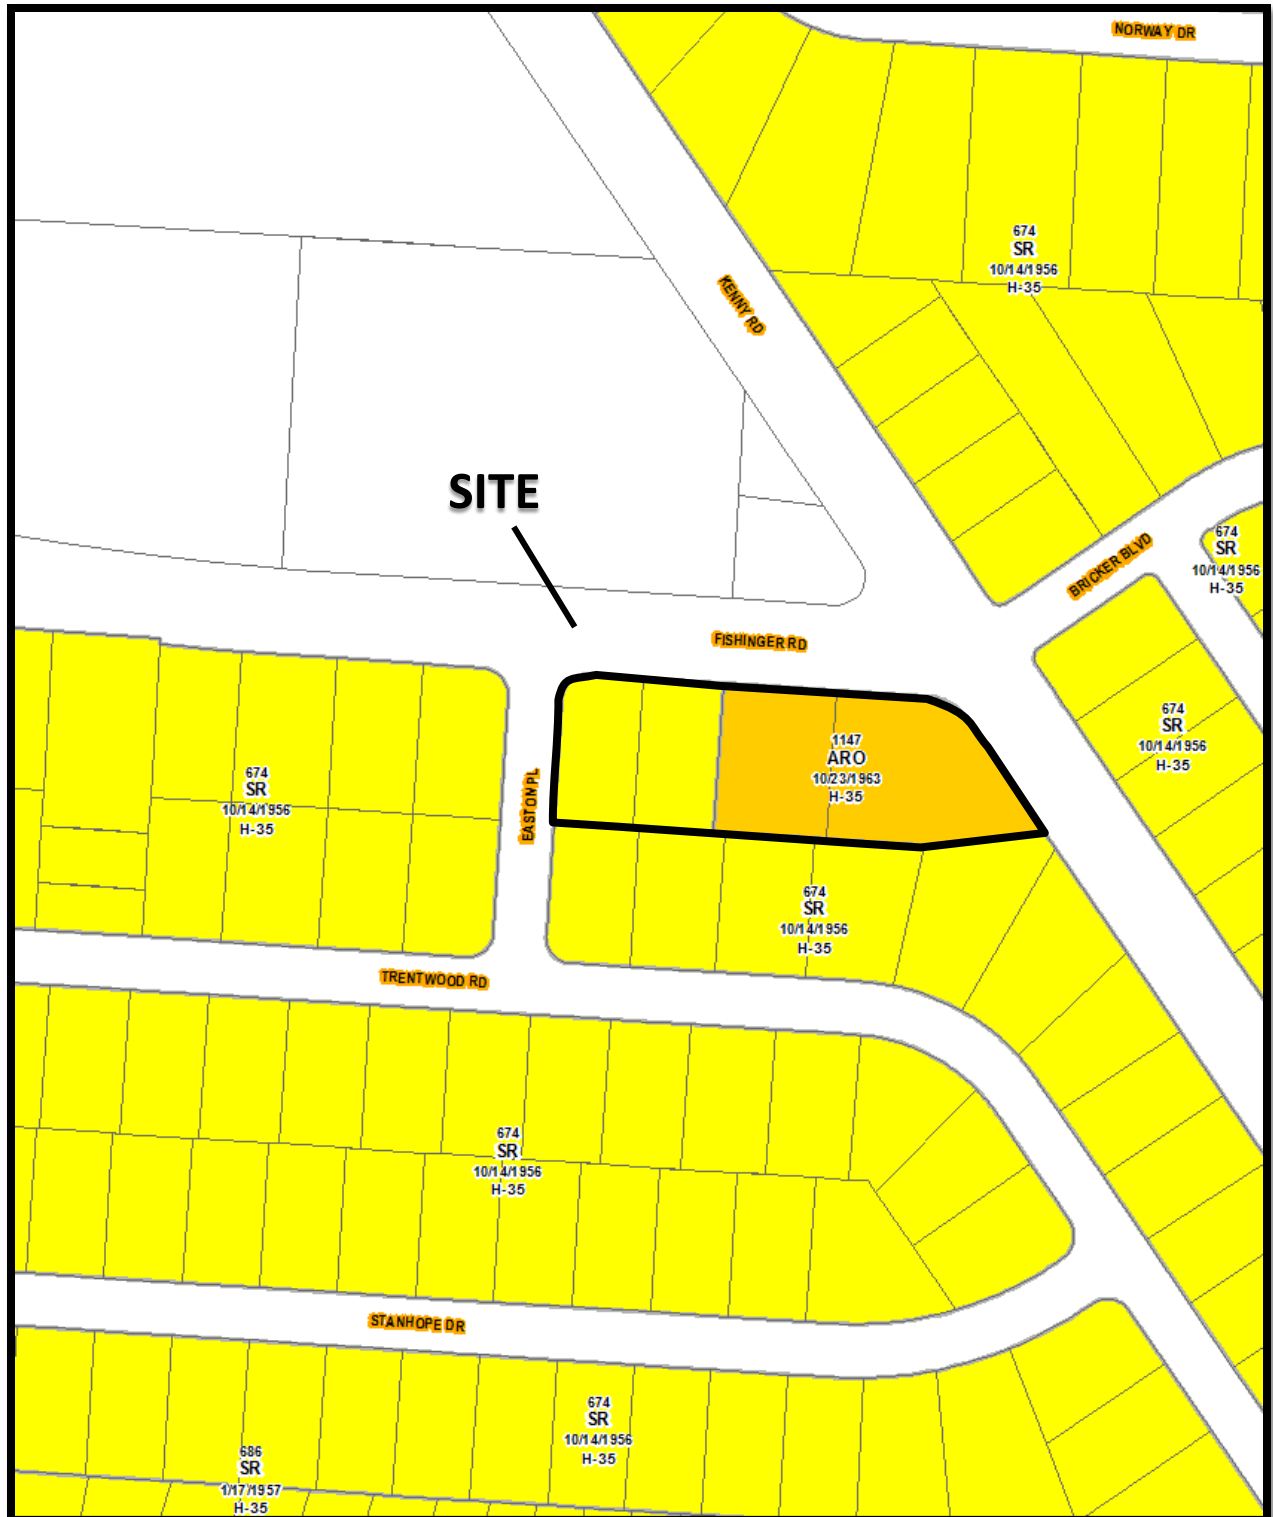 NORWAY DR
674
SR
10/14/1956
H-35
KENNY RD
SITE
674
SR
10/14/1956
H-35
BRICKER BLVD
FISHINGER RD
674
SR
10/14/1956
H-35
1147
ARO
10/23/1963
H-35
674
SR
10/14/1956
H-35
EASTON PL
674
SR
10/14/1956
H-35
TRENTWOOD RD
674
SR
10/14/1956
H-35
STANHOPE DR
674
SR
10/14/1956
H-35
686
SR
1/17/1957
H-35